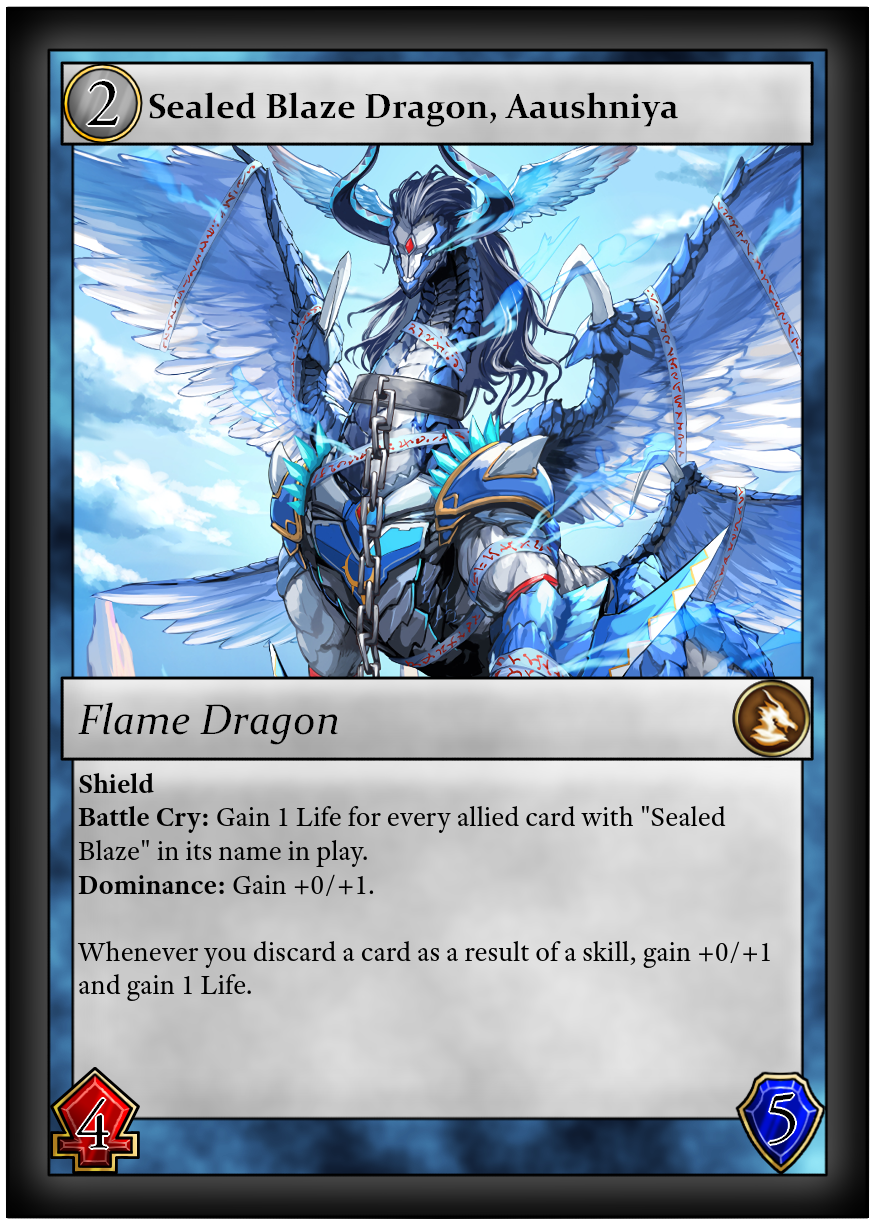 2
Sealed Blaze Dragon, Aaushniya
Flame Dragon
Shield
Battle Cry: Gain 1 Life for every allied card with "Sealed
Blaze" in its name in play.
Dominance: Gain +0/+1.
Whenever you discard a card as a result of a skill, gain +0/+1
and gain 1 Life.
4
5